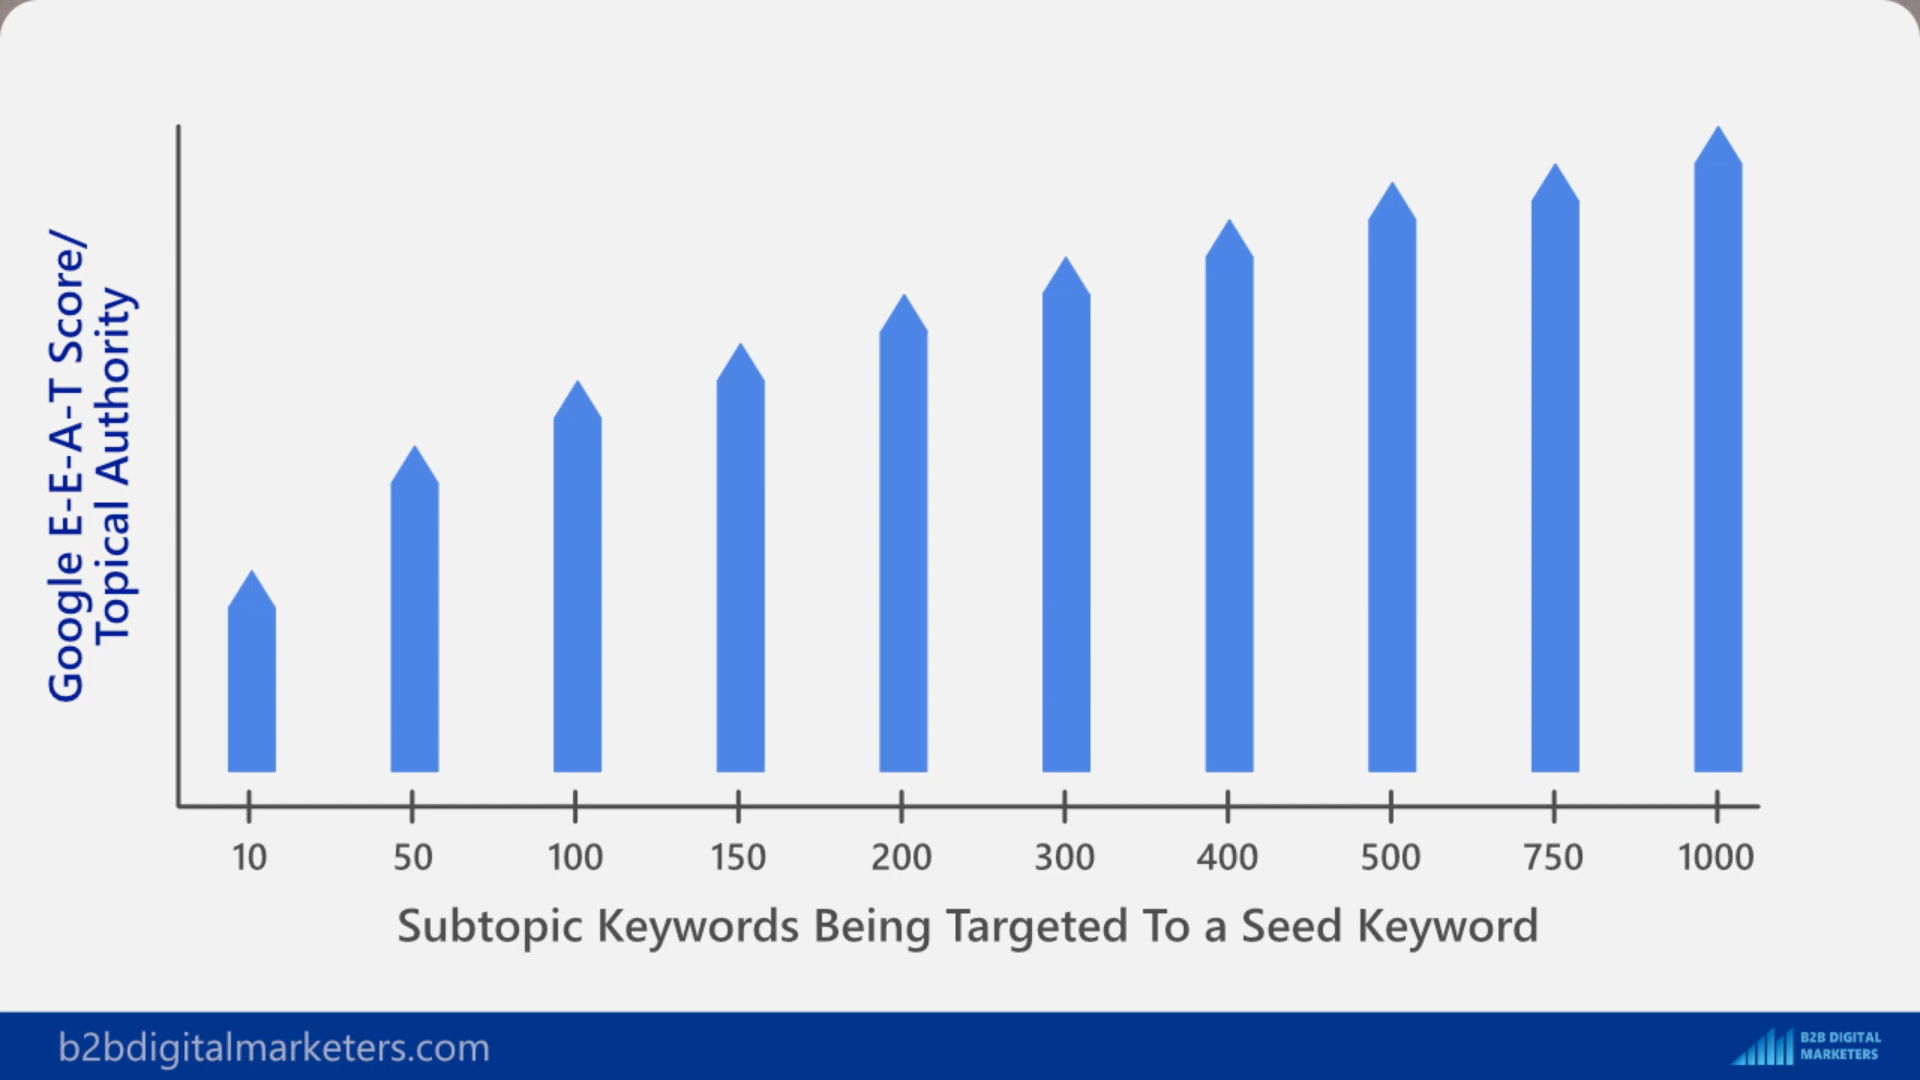 Google E-E-A-T Score/
Topical Authority
10 50 100 150 200 300 400 500 750 1000
Subtopic Keywords Being Targeted To a Seed Keyword
b2bdigitalmarketers.com
B2B DIGITAL
MARKETERS